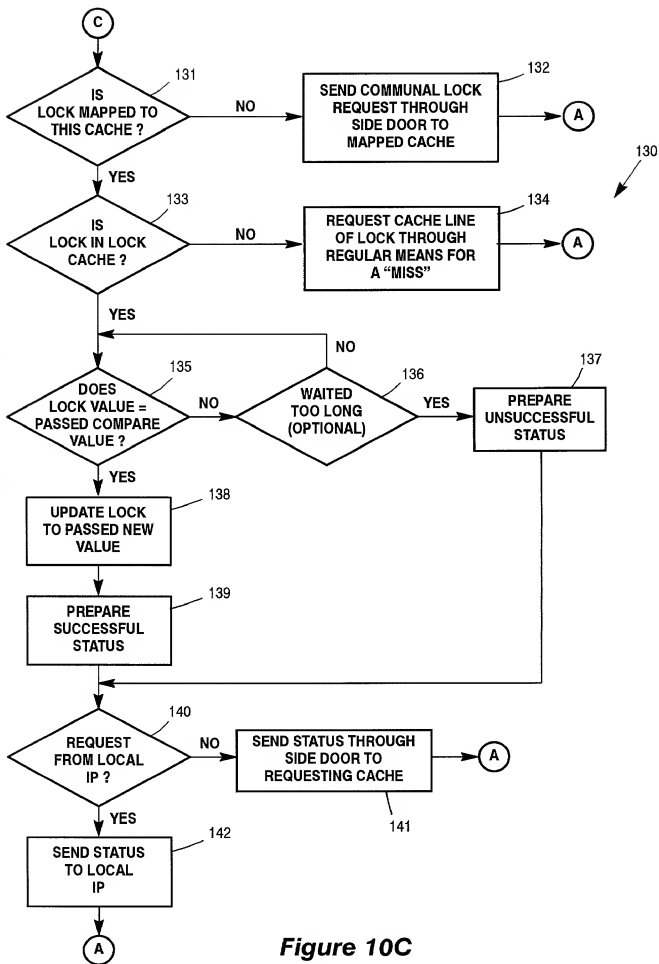 C
131
IS
LOCK MAPPED TO
THIS CACHE ?
NO
132
SEND COMMUNAL LOCK
REQUEST THROUGH
SIDE DOOR TO
MAPPED CACHE
A
130
YES
133
IS
LOCK IN LOCK
CACHE ?
NO
134
REQUEST CACHE LINE
OF LOCK THROUGH
REGULAR MEANS FOR
A “MISS”
A
YES
NO
135
DOES
LOCK VALUE =
PASSED COMPARE
VALUE ?
NO
136
WAITED
TOO LONG
(OPTIONAL)
YES
137
PREPARE
UNSUCCESSFUL
STATUS
YES
138
UPDATE LOCK
TO PASSED NEW
VALUE
139
PREPARE
SUCCESSFUL
STATUS
140
REQUEST
FROM LOCAL
IP ?
NO
SEND STATUS THROUGH
SIDE DOOR TO
REQUESTING CACHE
141
A
YES
142
SEND STATUS
TO LOCAL
IP
A
Figure 10C